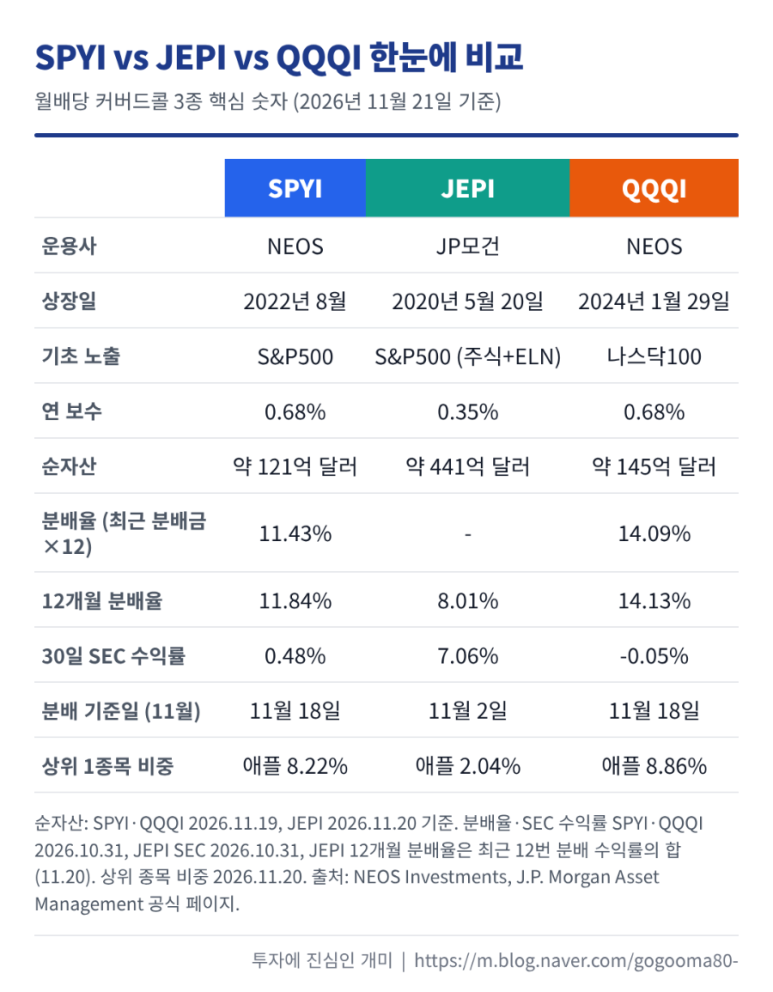 SPYI vs JEPI vs QQQI 한눈에 비교
월배당 커버드콜 3종 핵심 숫자 (2026년 11월 21일 기준)
SPYI JEPI QQQI
운용사 NEOS JP모건 NEOS
상장일 2022년 8월 2020년 5월 20일 2024년 1월 29일
기초 노출 S&P500 S&P500 (주식+ELN) 나스닥100
연 보수 0.68% 0.35% 0.68%
순자산 약 121억 달러 약 441억 달러 약 145억 달러
분배율 (최근 분배금
×12) 11.43% - 14.09%
12개월 분배율 11.84% 8.01% 14.13%
30일 SEC 수익률 0.48% 7.06% -0.05%
분배 기준일 (11월) 11월 18일 11월 2일 11월 18일
상위 1종목 비중 애플 8.22% 애플 2.04% 애플 8.86%
순자산: SPYI·QQQI 2026.11.19, JEPI 2026.11.20 기준. 분배율·SEC 수익률 SPYI·QQQI
2026.10.31, JEPI SEC 2026.10.31, JEPI 12개월 분배율은 최근 12번 분배 수익률의 합
(11.20). 상위 종목 비중 2026.11.20. 출처: NEOS Investments, J.P. Morgan Asset
Management 공식 페이지.
투자에 진심인 개미 | https://m.blog.naver.com/gogooma80-